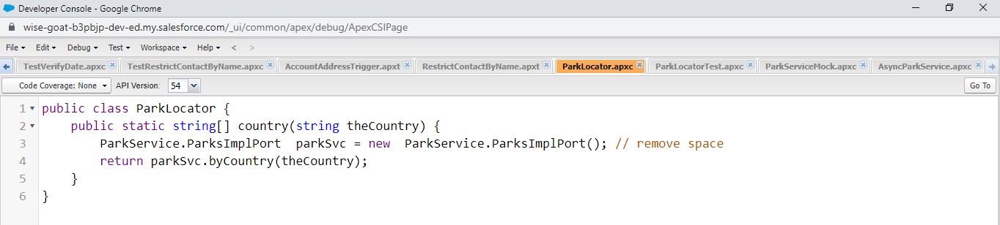 Developer Console - Google Chrome
wise-goat-b3pbjp-dev-ed.my.salesforce.com/_ui/common/apex/debug/ApexCSIPage
File Edit Debug Test Workspace Help < >
TestVerifyDate.apxc TestRestrictContactByName.apxc AccountAddressTrigger.apxt RestrictContactByName.apxt ParkLocator.apxc ParkLocatorTest.apxc ParkServiceMock.apxc AsyncParkService.apxc
Code Coverage: None API Version: 54 Go To
1 public class ParkLocator {
2     public static string[] country(string theCountry) {
3         ParkService.ParksImplPort  parkSvc = new  ParkService.ParksImplPort(); // remove space
4         return parkSvc.byCountry(theCountry);
5     }
6 }